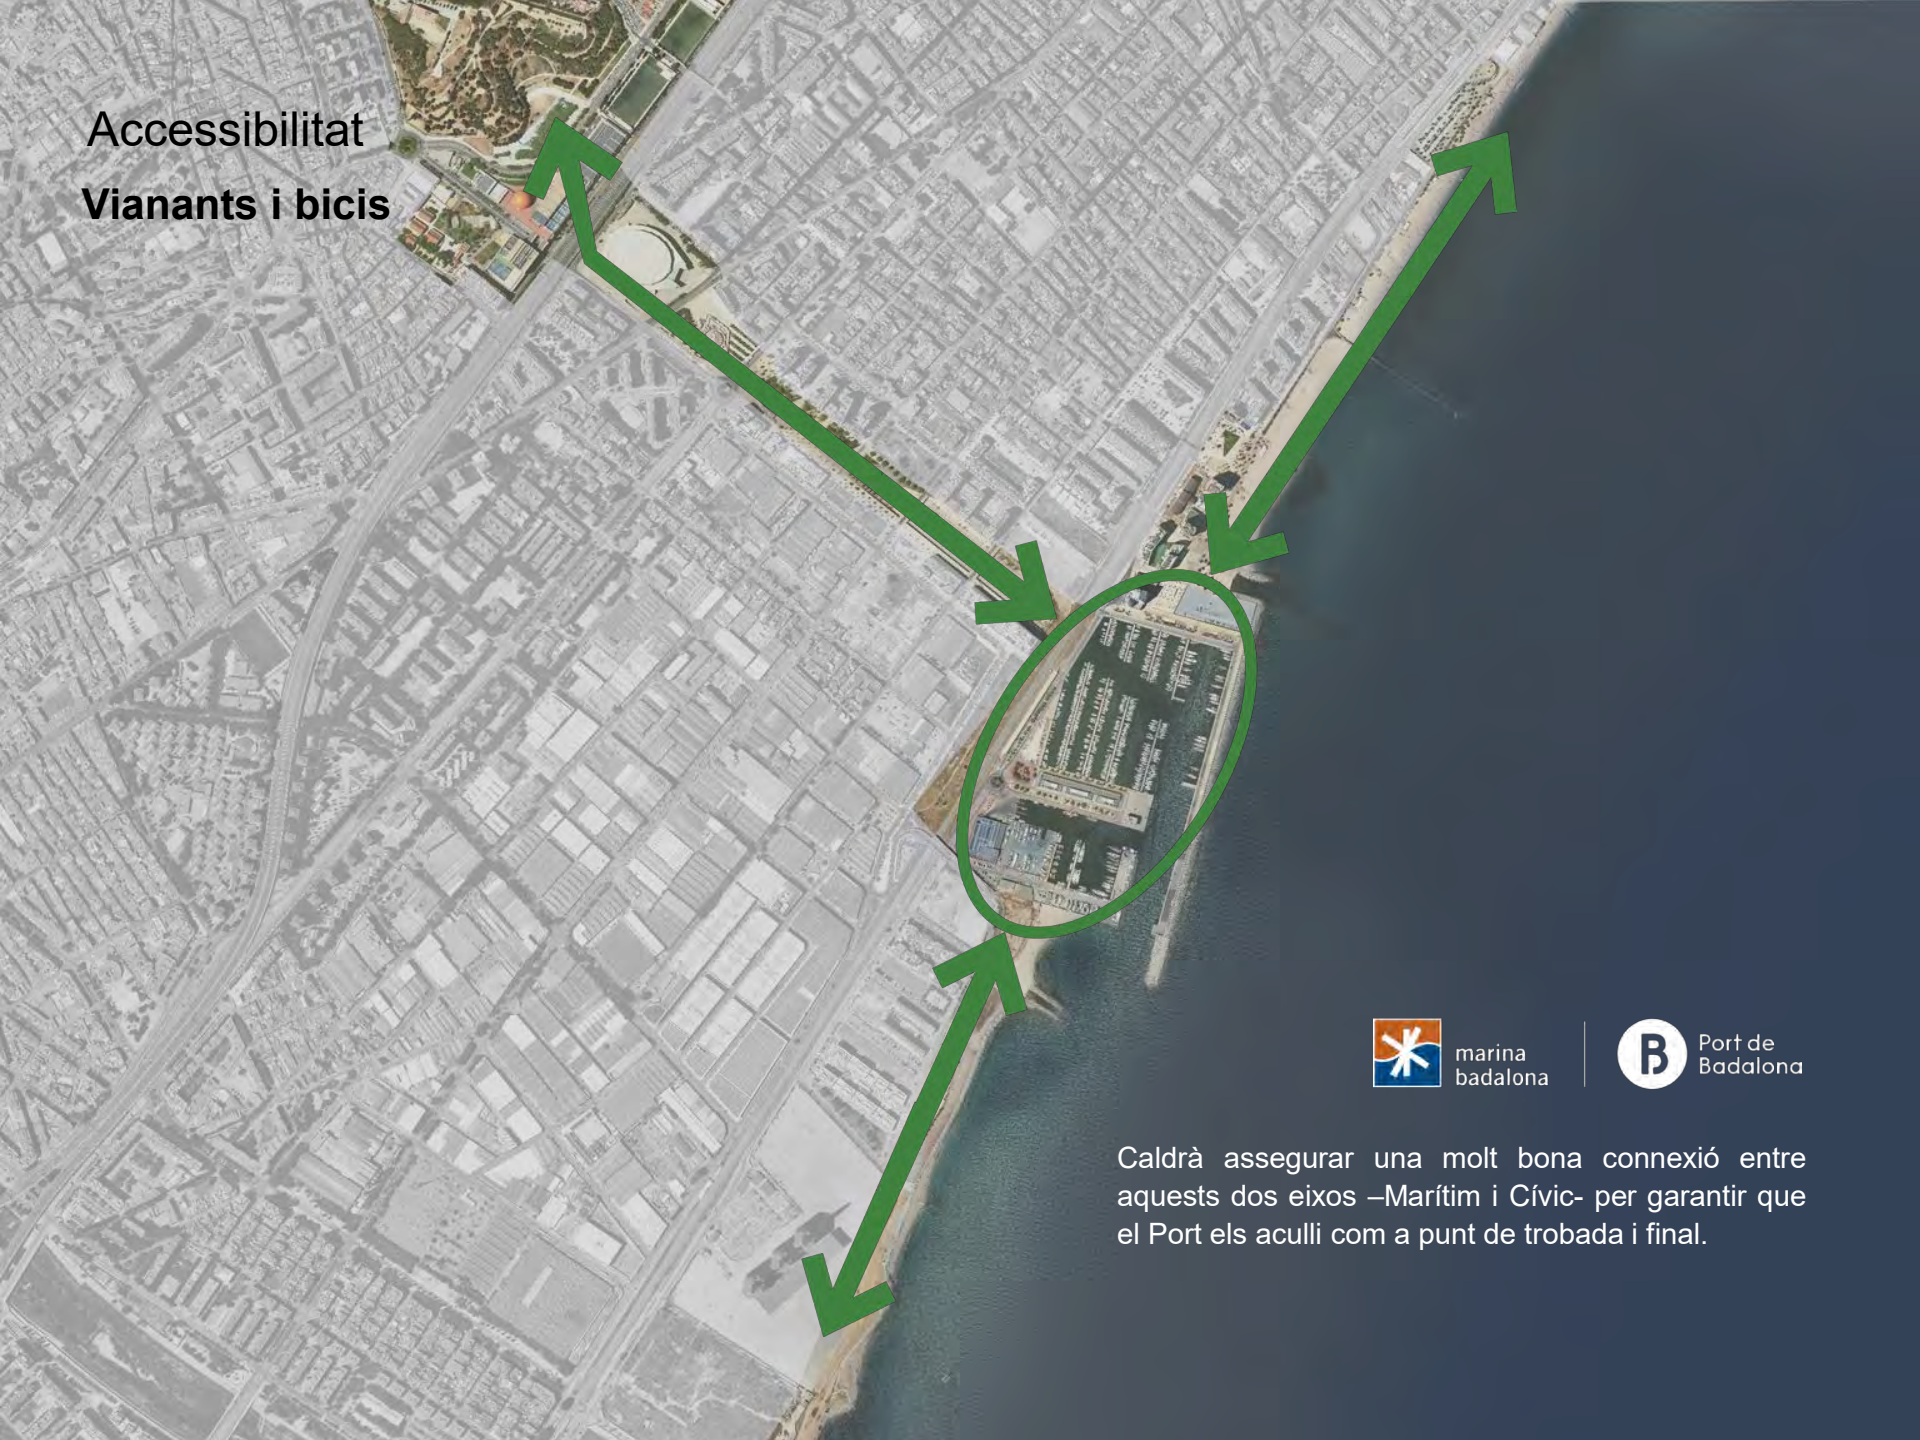 Accessibilitat
Vianants i bicis
marina
badalona
B
Port de
Badalona
Caldrà assegurar una molt bona connexió entre
aquests dos eixos –Marítim i Cívic- per garantir que
el Port els aculli com a punt de trobada i final.